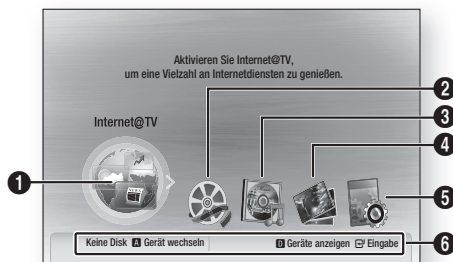 Aktivieren Sie Internet@TV,
um eine Vielzahl an Internetdiensten zu genießen.
Internet@TV
1
2
3
4
5
6
Keine Disk A Gerät wechseln D Geräte anzeigen Eingabe